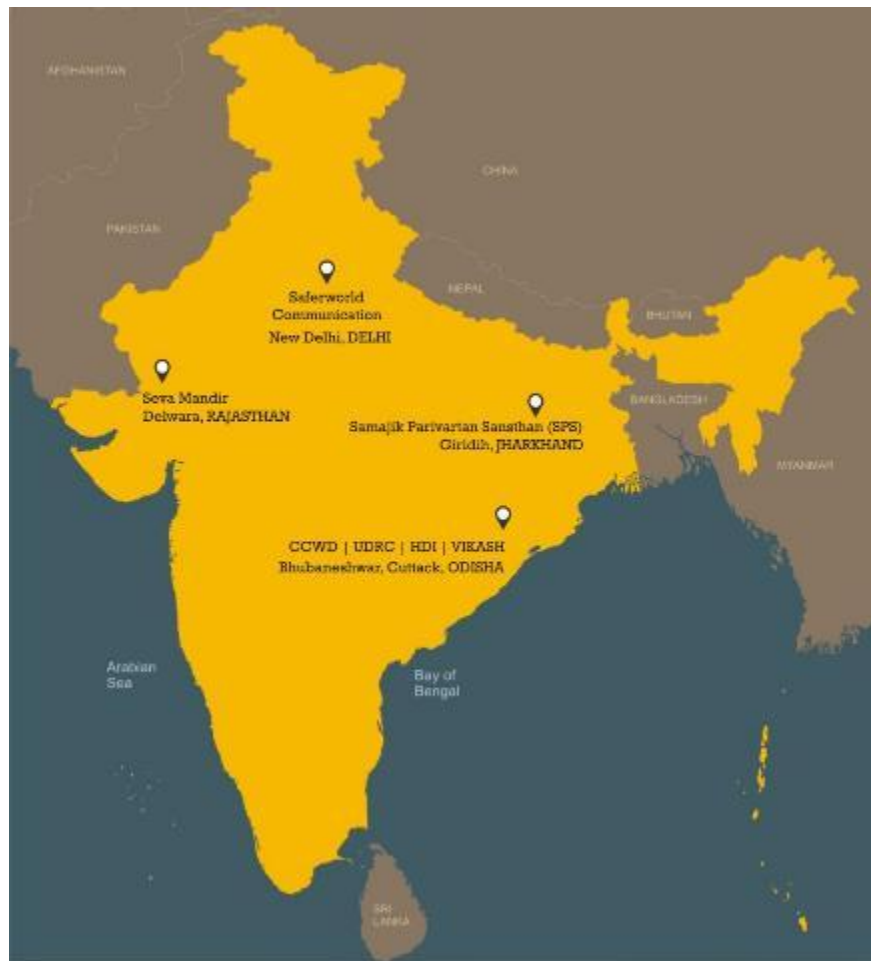 AFGHANISTAN
CHINA
PAKISTAN
NEPAL
Saferworld
Communication
New Delhi, DELHI
BHUTAN
Seva Mandir
Delwara, RAJASTHAN
BANGLADESH
Samajik Parivartan Sansthan (SPS)
Giridih, JHARKHAND
MYANMAR
CCWD | UDRC | HDI | VIKASH
Bhubaneshwar, Cuttack, ODISHA
Arabian
Sea
Bay of
Bengal
SRI
LANKA